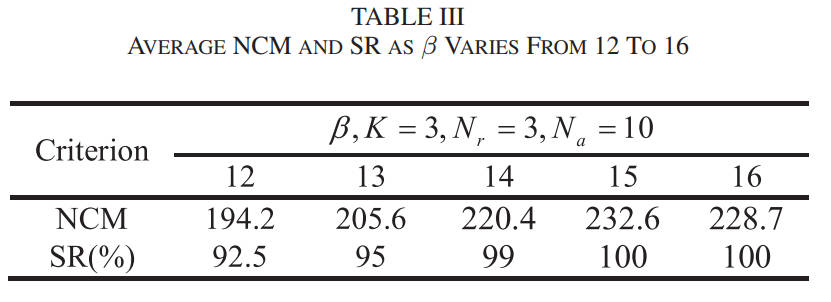 TABLE III
AVERAGE NCM AND SR AS β VARIES FROM 12 TO 16
Criterion
β, K = 3, N_r = 3, N_a = 10
12 13 14 15 16
NCM 194.2 205.6 220.4 232.6 228.7
SR(%) 92.5 95 99 100 100